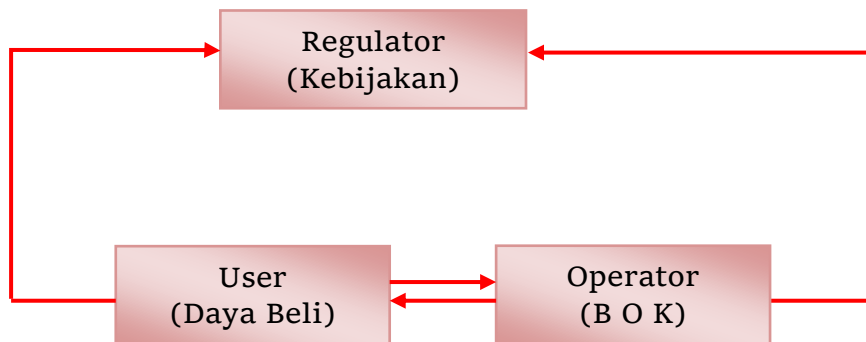 Regulator
(Kebijakan)
User
(Daya Beli)
Operator
(B O K)